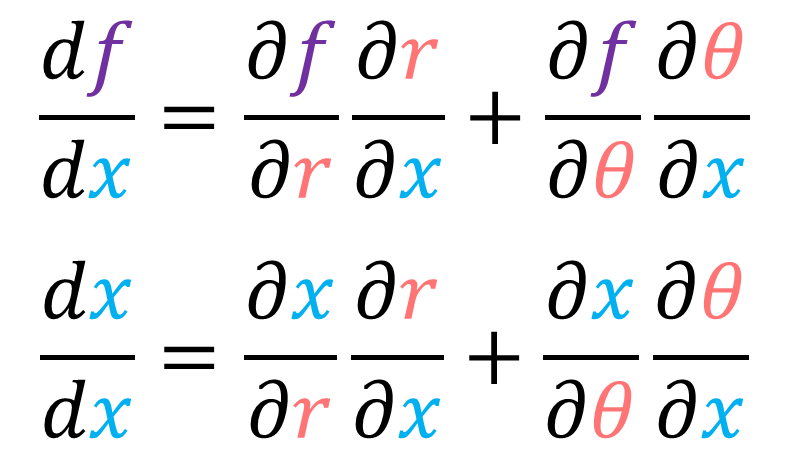 df/dx = ∂f/∂r ∂r/∂x + ∂f/∂θ ∂θ/∂x
dx/dx = ∂x/∂r ∂r/∂x + ∂x/∂θ ∂θ/∂x